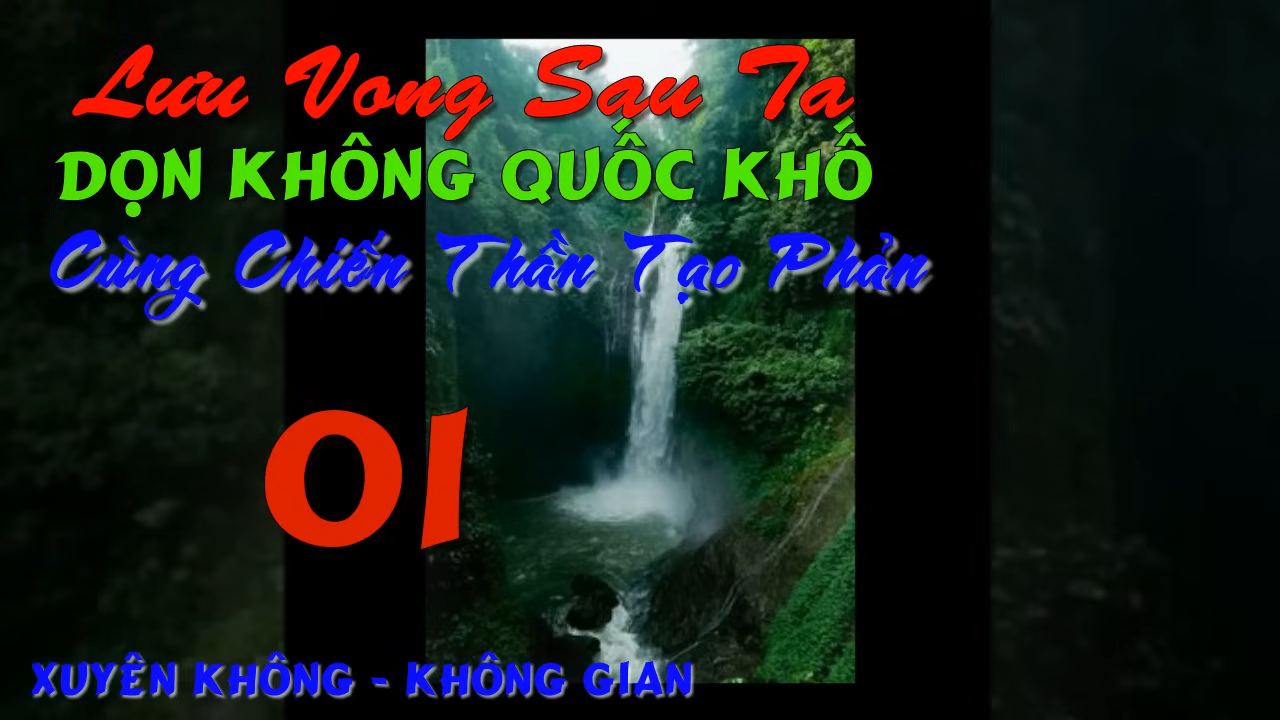 Lưu Vong Sau Ta
DỌN KHÔNG QUỐC KHỐ
Cùng Chiến Thần Tạo Phản
01
XUYÊN KHÔNG - KHÔNG GIAN